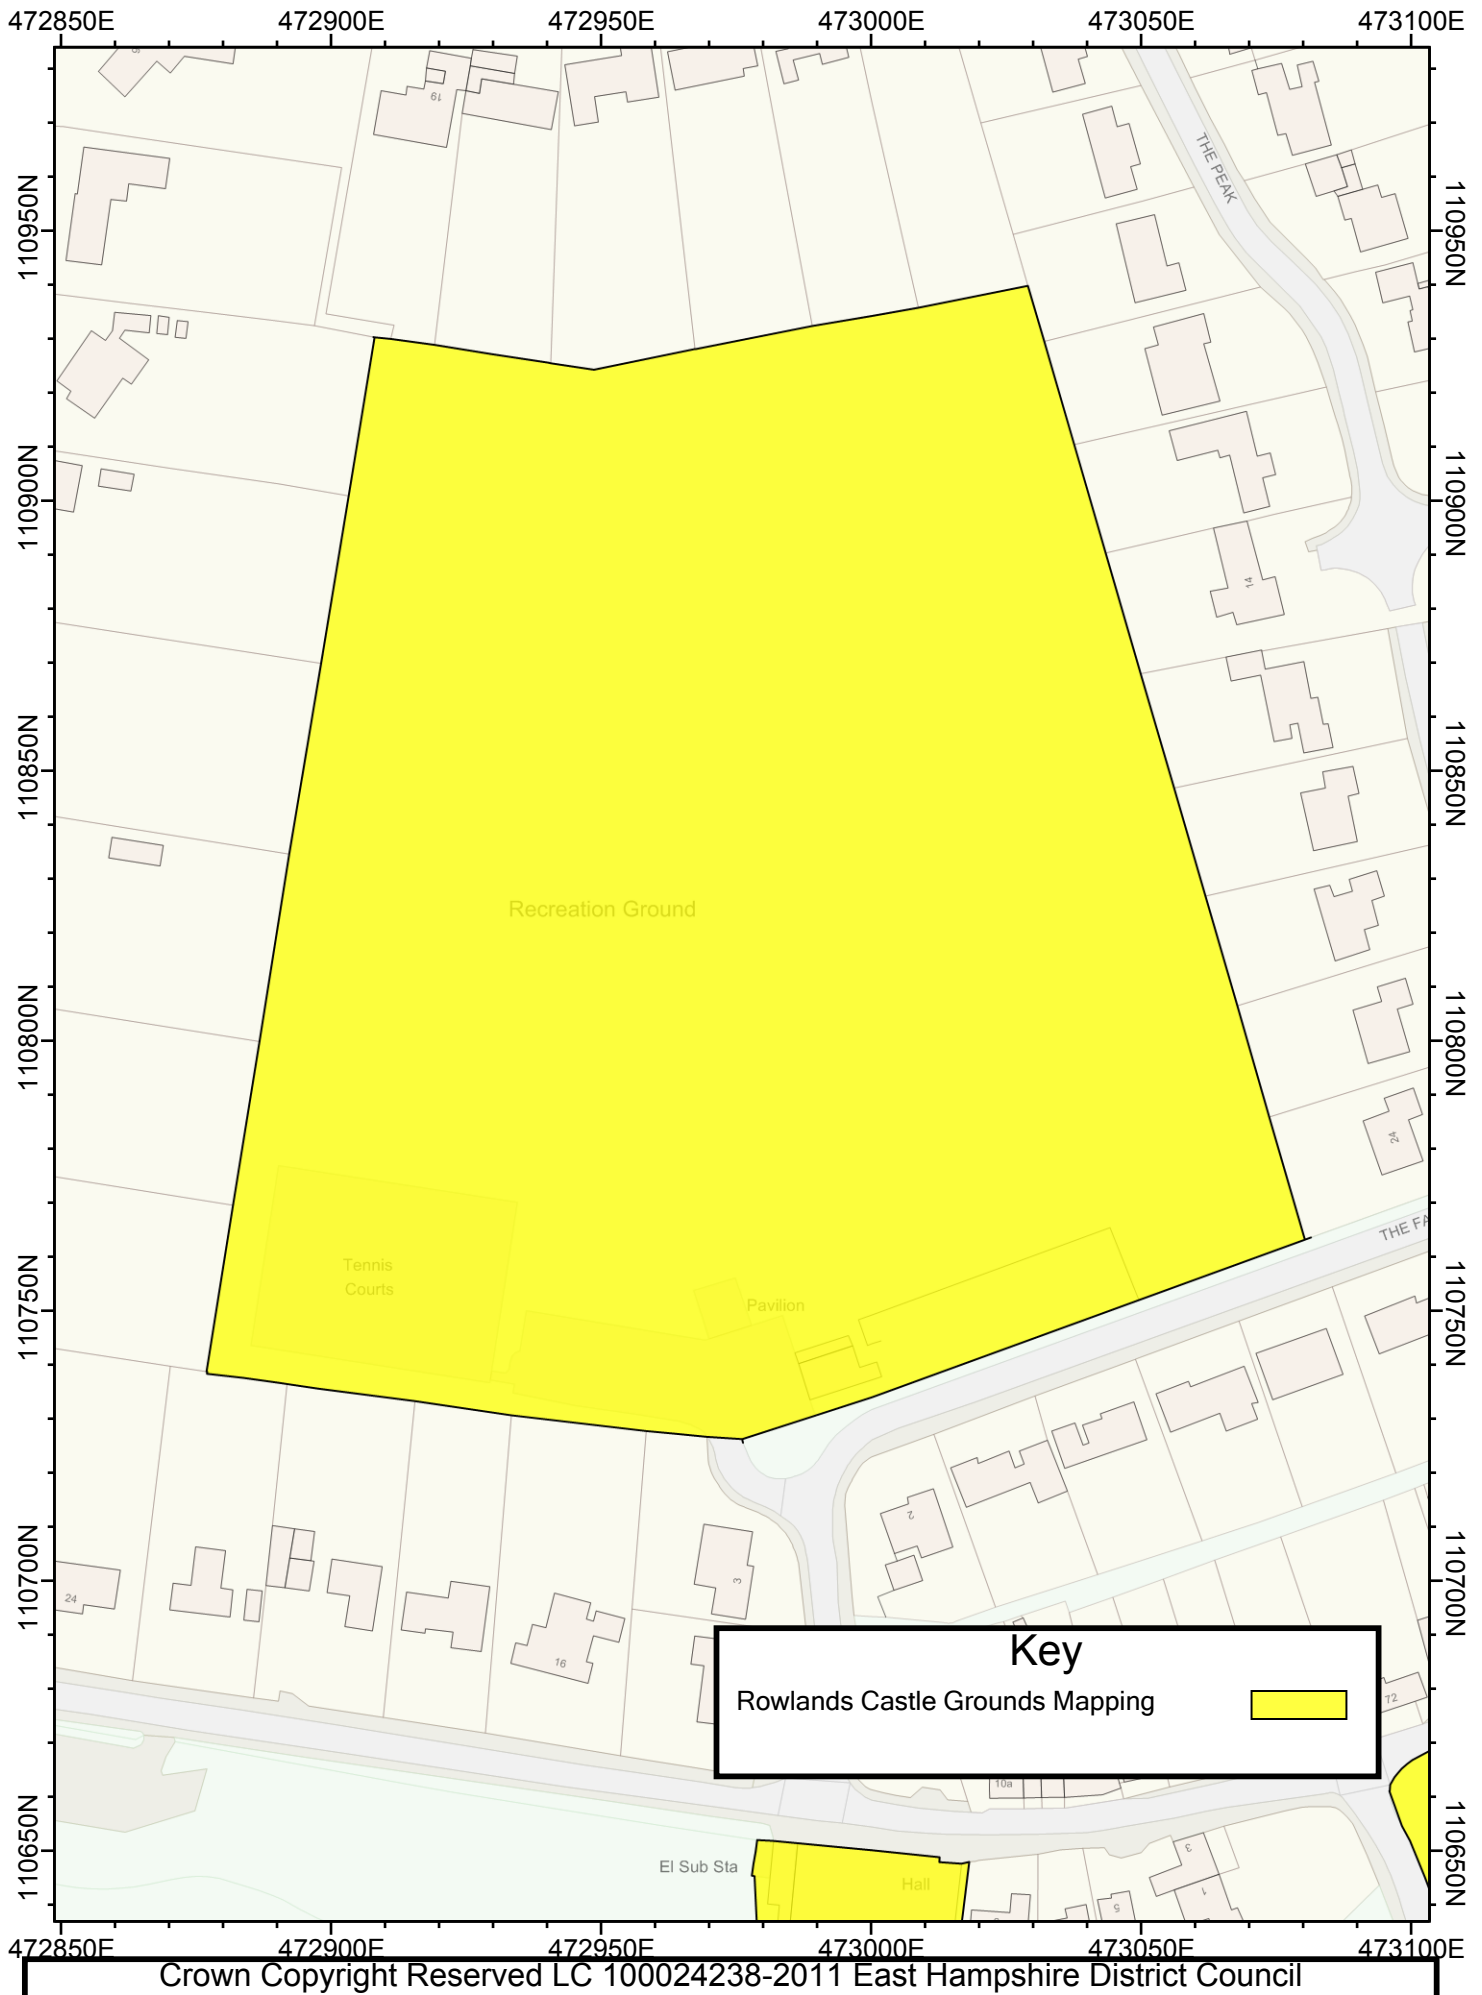 472850E 472900E 472950E 473000E 473050E 473100E
19
THE PEAK
110950N
110950N
110900N
110900N
14
110850N
110850N
Recreation Ground
110800N
110800N
24
THE FA
Tennis
Courts
Pavilion
110750N
110750N
2
3
110700N
110700N
24
16
Key
Rowlands Castle Grounds Mapping
72
10a
110650N
110650N
El Sub Sta
Hall
3
1
5
472850E 472900E 472950E 473000E 473050E 473100E
Crown Copyright Reserved LC 100024238-2011 East Hampshire District Council